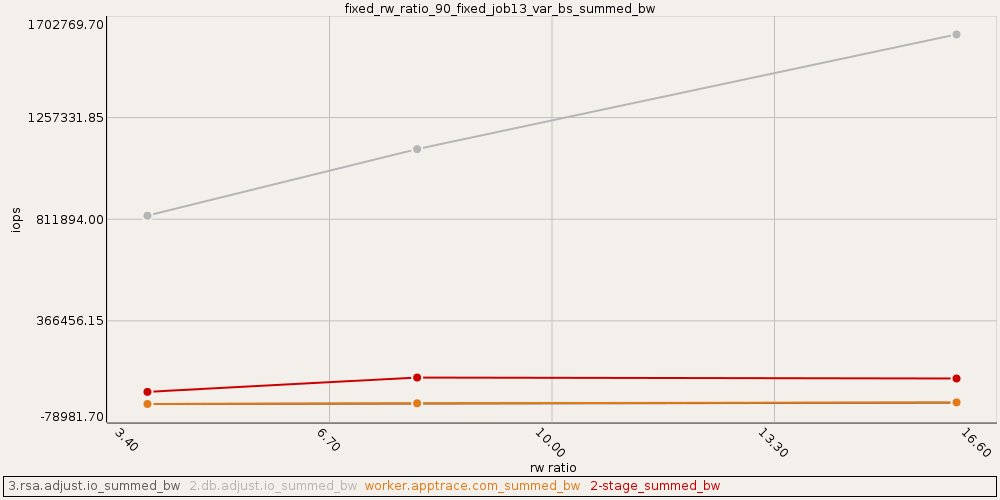 fixed_rw_ratio_90_fixed_job13_var_bs_summed_bw
1702769.70
1257331.85
811894.00
366456.15
-78981.70
iops
3.40
6.70
10.00
13.30
16.60
rw ratio
3.rsa.adjust.io_summed_bw 2.db.adjust.io_summed_bw worker.apptrace.com_summed_bw 2-stage_summed_bw